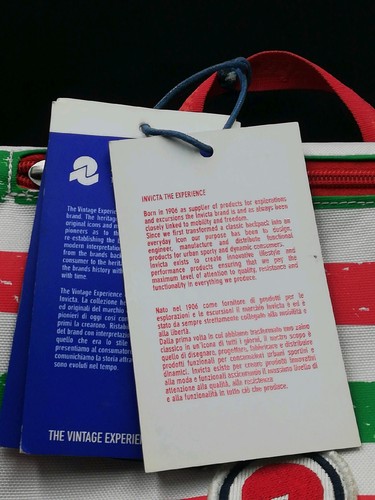 The Vintage Experie
brand. The heritag
original icons and m
pioneers as to th
re-establishing the
modern interpretation
from the brands back
consumer to the herit
the brands history with
with time.
The Vintage Experience
Invicta. La collezione
ed originali del marchio
pionieri di oggi così com
primi la crearono. Ristabi
del brand con interpretaz
quello che era lo stile
presentiamo al consumator
comunichiamo la storia attra
sono evoluti nel tempo.
THE VINTAGE EXPERIEN
INVICTA THE EXPERIENCE
Born in 1906 as supplier of products for explorations
and excursions the Invicta brand is and as always been
closely linked to mobility and freedom.
Since we first transformed a classic backpack into an
everyday icon our purpose has been to design,
engineer, manufacture and distribute functional
products for urban sporty and dynamic consumers.
Invicta exists to create innovative lifestyle and
performance products ensuring that we pay the
maximum level of attention to quality, resistance and
functionality in everything we produce.
Nato nel 1906 come fornitore di prodotti per le
esplorazioni e le escursioni il marchio Invicta è ed è
stato da sempre strettamente collegato alla mobilità e
alla libertà.
Dalla prima volta in cui abbiamo trasformato uno zaino
classico in un'icona di tutti i giorni, il nostro scopo è
quello di disegnare, progettare, fabbricare e distribuire
prodotti funzionali per consumatori urbani sportivi e
dinamici. Invicta esiste per creare prodotti innovativi
alla moda e funzionali assicurando il massimo livello di
attenzione alla qualità, alla resistenza
e alla funzionalità in tutto ciò che produce.